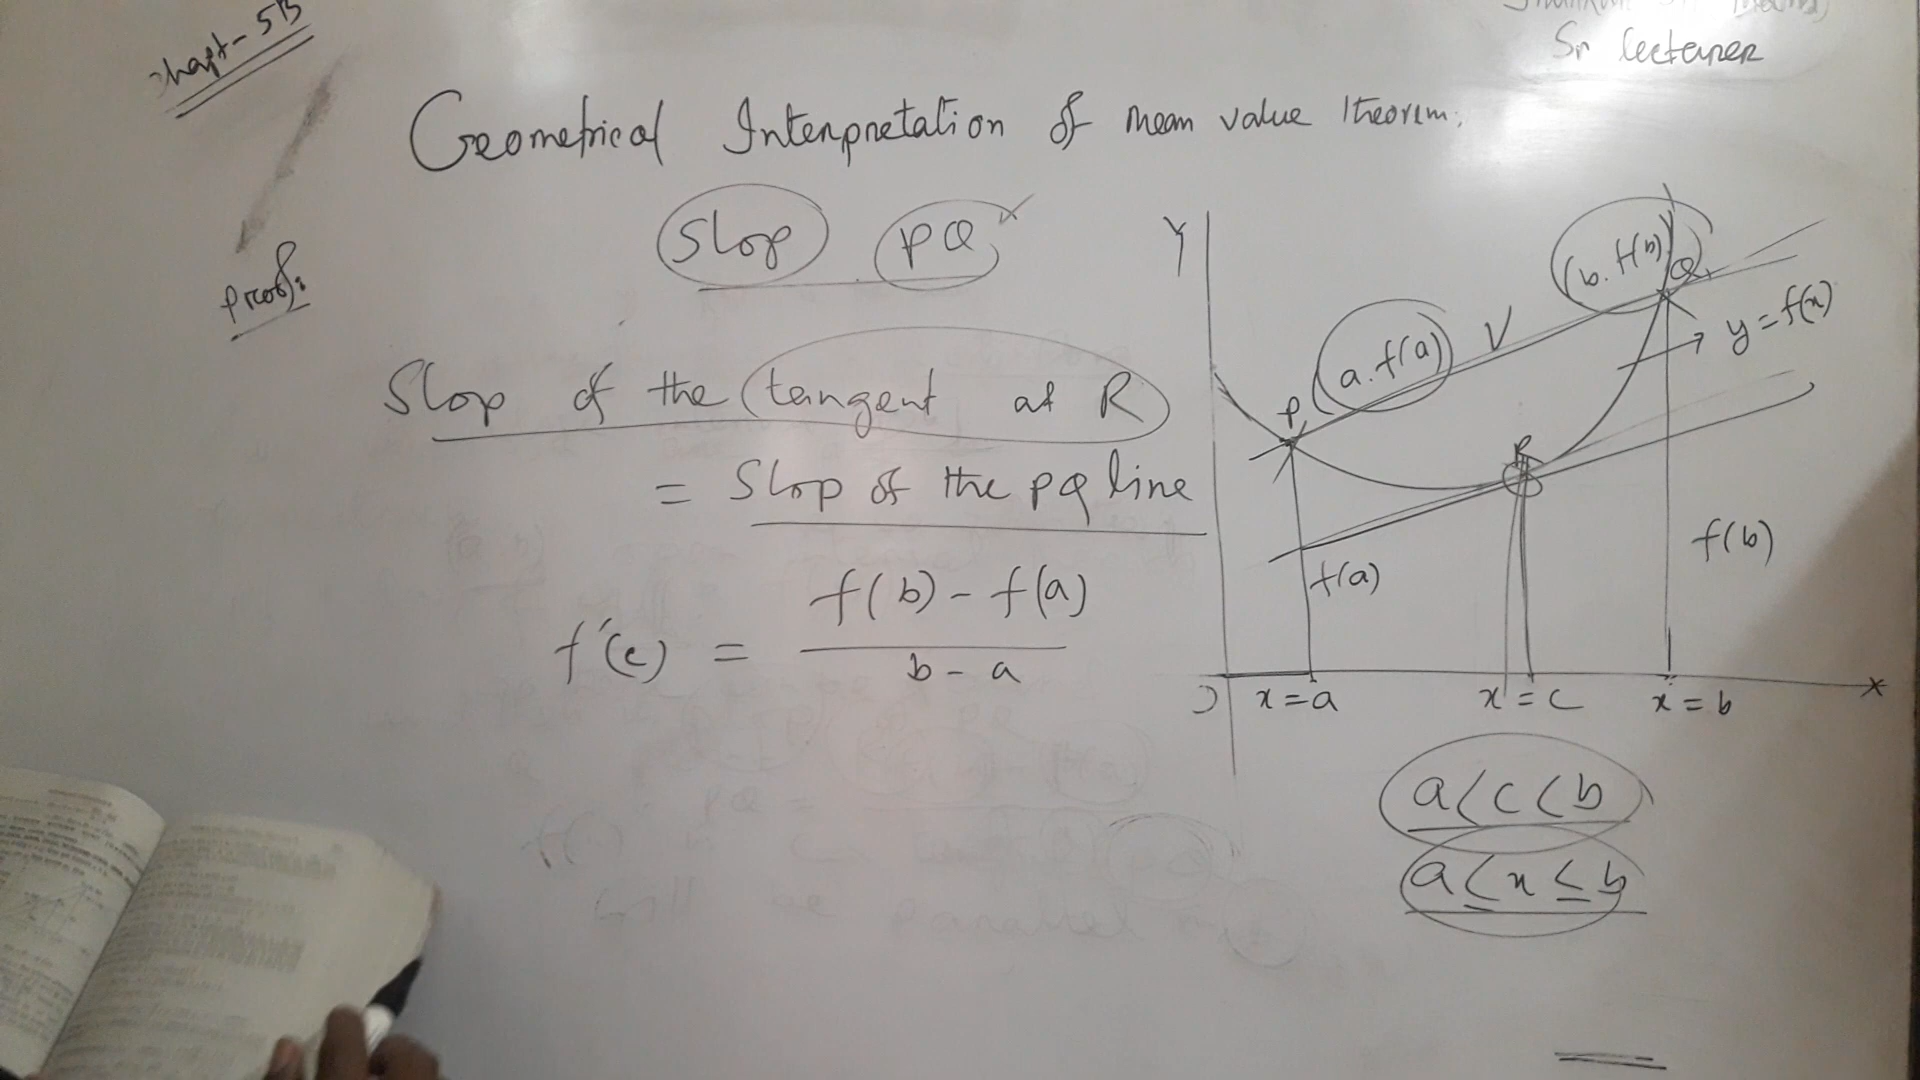 Chapt-5B
Sr lecterer
Geometrical Interpretation of mean value theorem.
Proof:
Slop PQ
Slop of the tangent at R
= Slop of the PQ line
f'(c) = f(b) - f(a)
b - a
Y
(b. f(b))
Q
y = f(x)
(a. f(a))
P
R
f(a)
f(b)
x = a
x = c
x = b
X
a < c < b
a ≤ x ≤ b